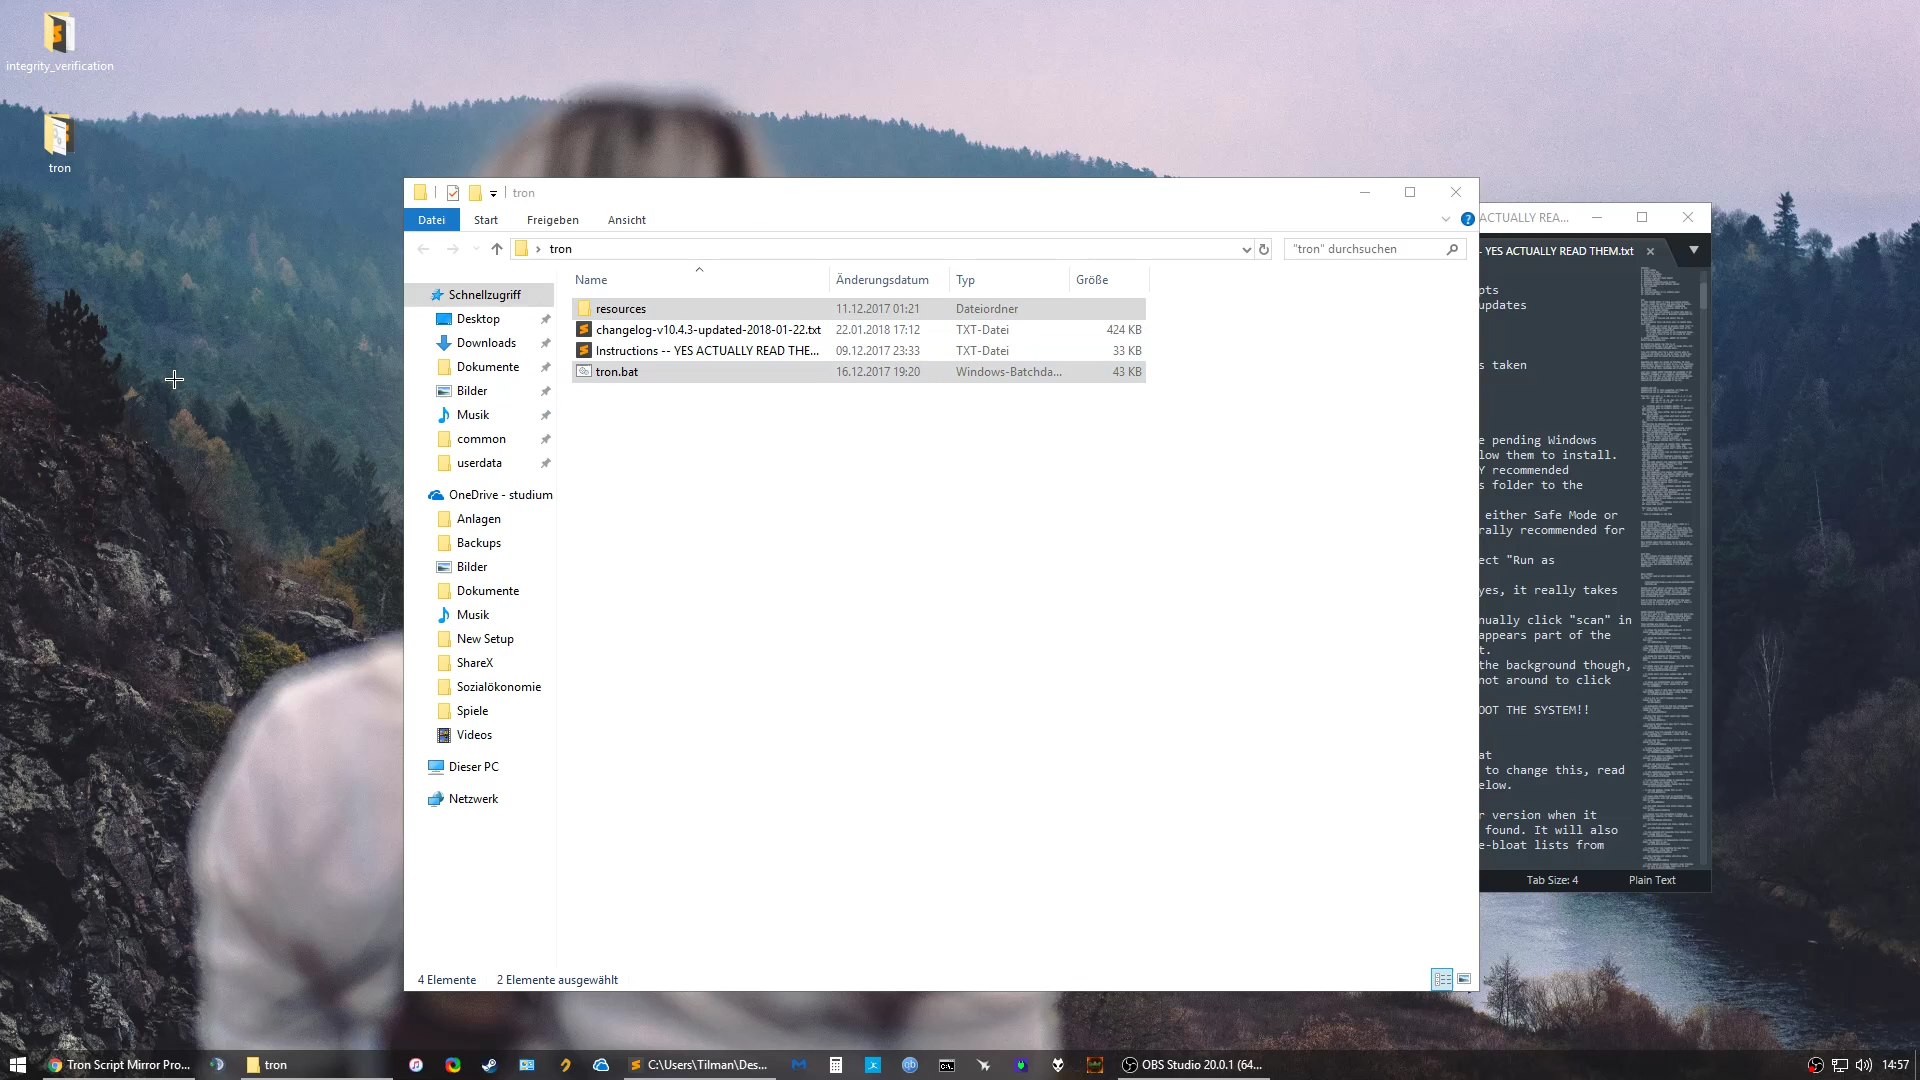 integrity_verification
tron
tron
Datei
Start
Freigeben
Ansicht
tron
"tron" durchsuchen
Name
Änderungsdatum
Typ
Größe
resources
11.12.2017 01:21
Dateiordner
changelog-v10.4.3-updated-2018-01-22.txt
22.01.2018 17:12
TXT-Datei
424 KB
Instructions -- YES ACTUALLY READ THE...
09.12.2017 23:33
TXT-Datei
33 KB
tron.bat
16.12.2017 19:20
Windows-Batchda...
43 KB
Schnellzugriff
Desktop
Downloads
Dokumente
Bilder
Musik
common
userdata
OneDrive - studium
Anlagen
Backups
Bilder
Dokumente
Musik
New Setup
ShareX
Sozialökonomie
Spiele
Videos
Dieser PC
Netzwerk
4 Elemente
2 Elemente ausgewählt
ACTUALLY REA...
- YES ACTUALLY READ THEM.txt
pts
updates
s taken
e pending Windows
low them to install.
Y recommended
s folder to the
either Safe Mode or
rally recommended for
ect "Run as
yes, it really takes
nually click "scan" in
appears part of the
t.
the background though,
not around to click
OOT THE SYSTEM!!
at
to change this, read
elow.
r version when it
found. It will also
e-bloat lists from
Tab Size: 4
Plain Text
Tron Script Mirror Pro...
tron
C:\Users\Tilman\Des...
OBS Studio 20.0.1 (64...
14:57